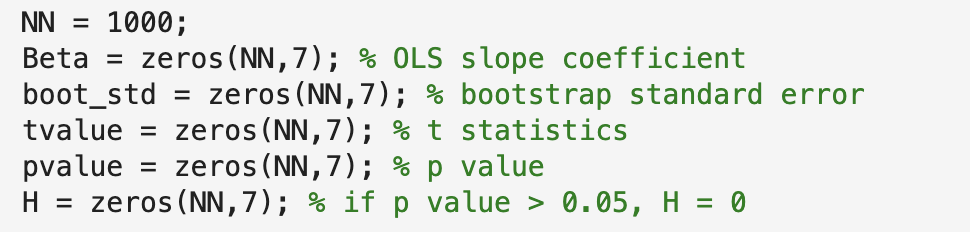 NN = 1000;
Beta = zeros(NN,7); % OLS slope coefficient
boot_std = zeros(NN,7); % bootstrap standard error
tvalue = zeros(NN,7); % t statistics
pvalue = zeros(NN,7); % p value
H = zeros(NN,7); % if p value > 0.05, H = 0